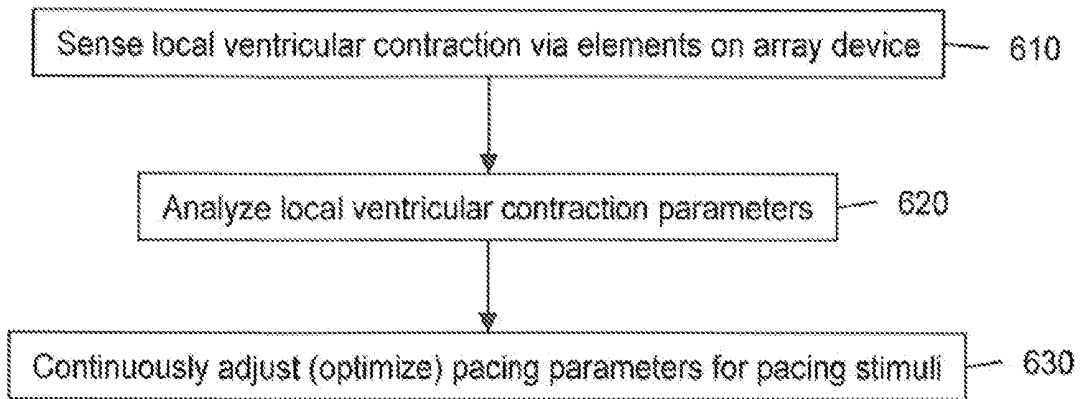 Sense local ventricular contraction via elements on array device 610
Analyze local ventricular contraction parameters 620
Continuously adjust (optimize) pacing parameters for pacing stimuli 630